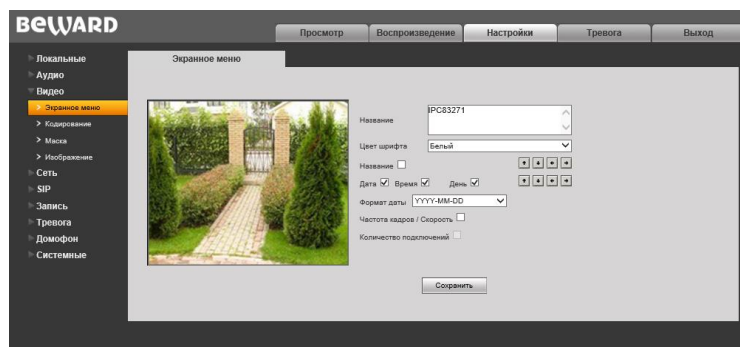 BEWARD
Просмотр Воспроизведение Настройки Тревога Выход
Локальные
Аудио
Видео
> Экранное меню
> Кодирование
> Маска
> Изображение
Сеть
SIP
Запись
Тревога
Домофон
Системные
Экранное меню
Название IPC83271
Цвет шрифта Белый
Название
Дата Время День
Формат даты YYYY-MM-DD
Частота кадров / Скорость
Количество подключений
Сохранить